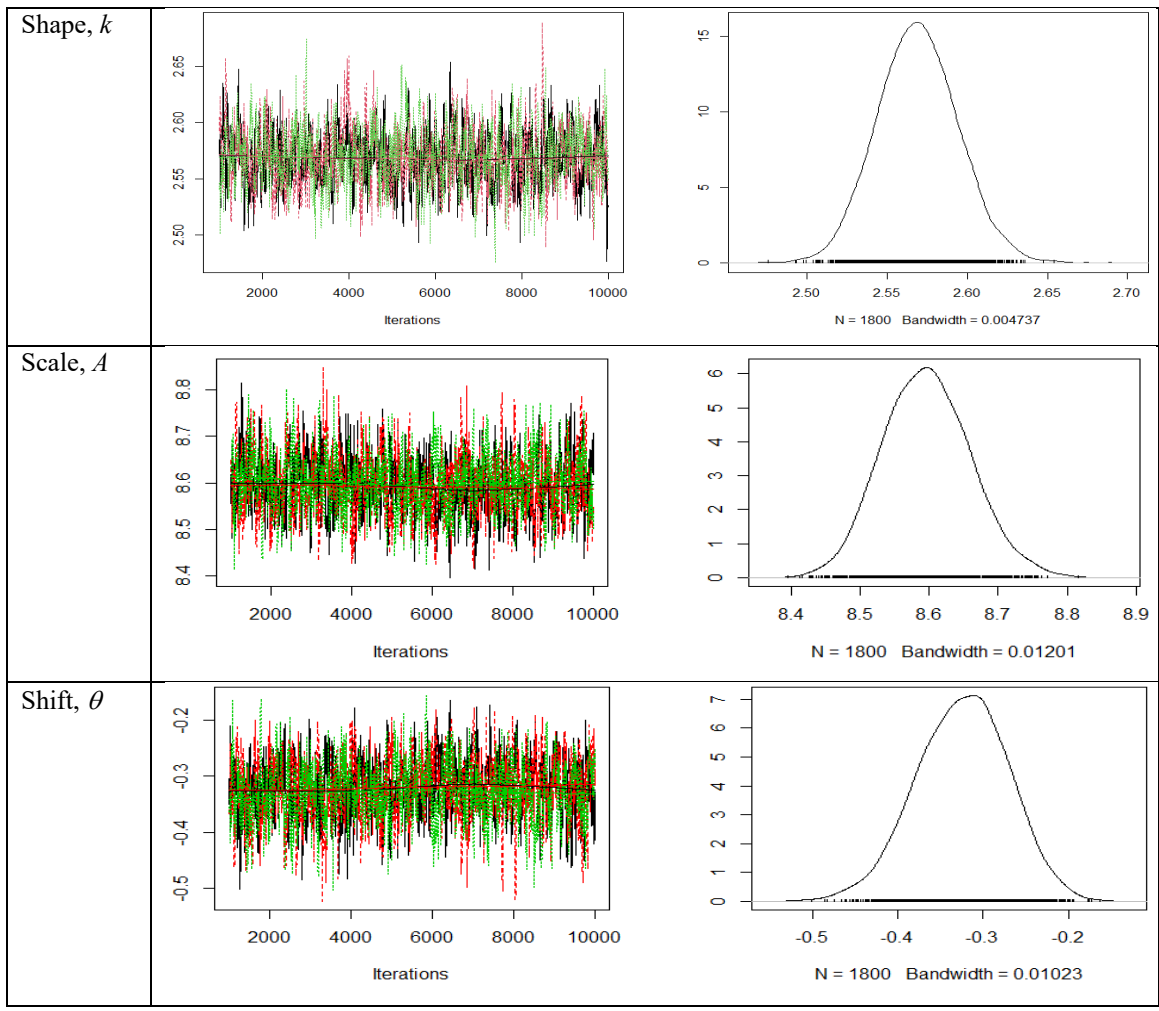 Shape, k
2.65
2.60
2.55
2.50
2000 4000 6000 8000 10000
Iterations
15
10
5
0
2.50 2.55 2.60 2.65 2.70
N = 1800 Bandwidth = 0.004737
Scale, A
8.8
8.7
8.6
8.5
8.4
2000 4000 6000 8000 10000
Iterations
6
5
4
3
2
1
0
8.4 8.5 8.6 8.7 8.8 8.9
N = 1800 Bandwidth = 0.01201
Shift, θ
-0.2
-0.3
-0.4
-0.5
2000 4000 6000 8000 10000
Iterations
7
6
5
4
3
2
1
0
-0.5 -0.4 -0.3 -0.2
N = 1800 Bandwidth = 0.01023